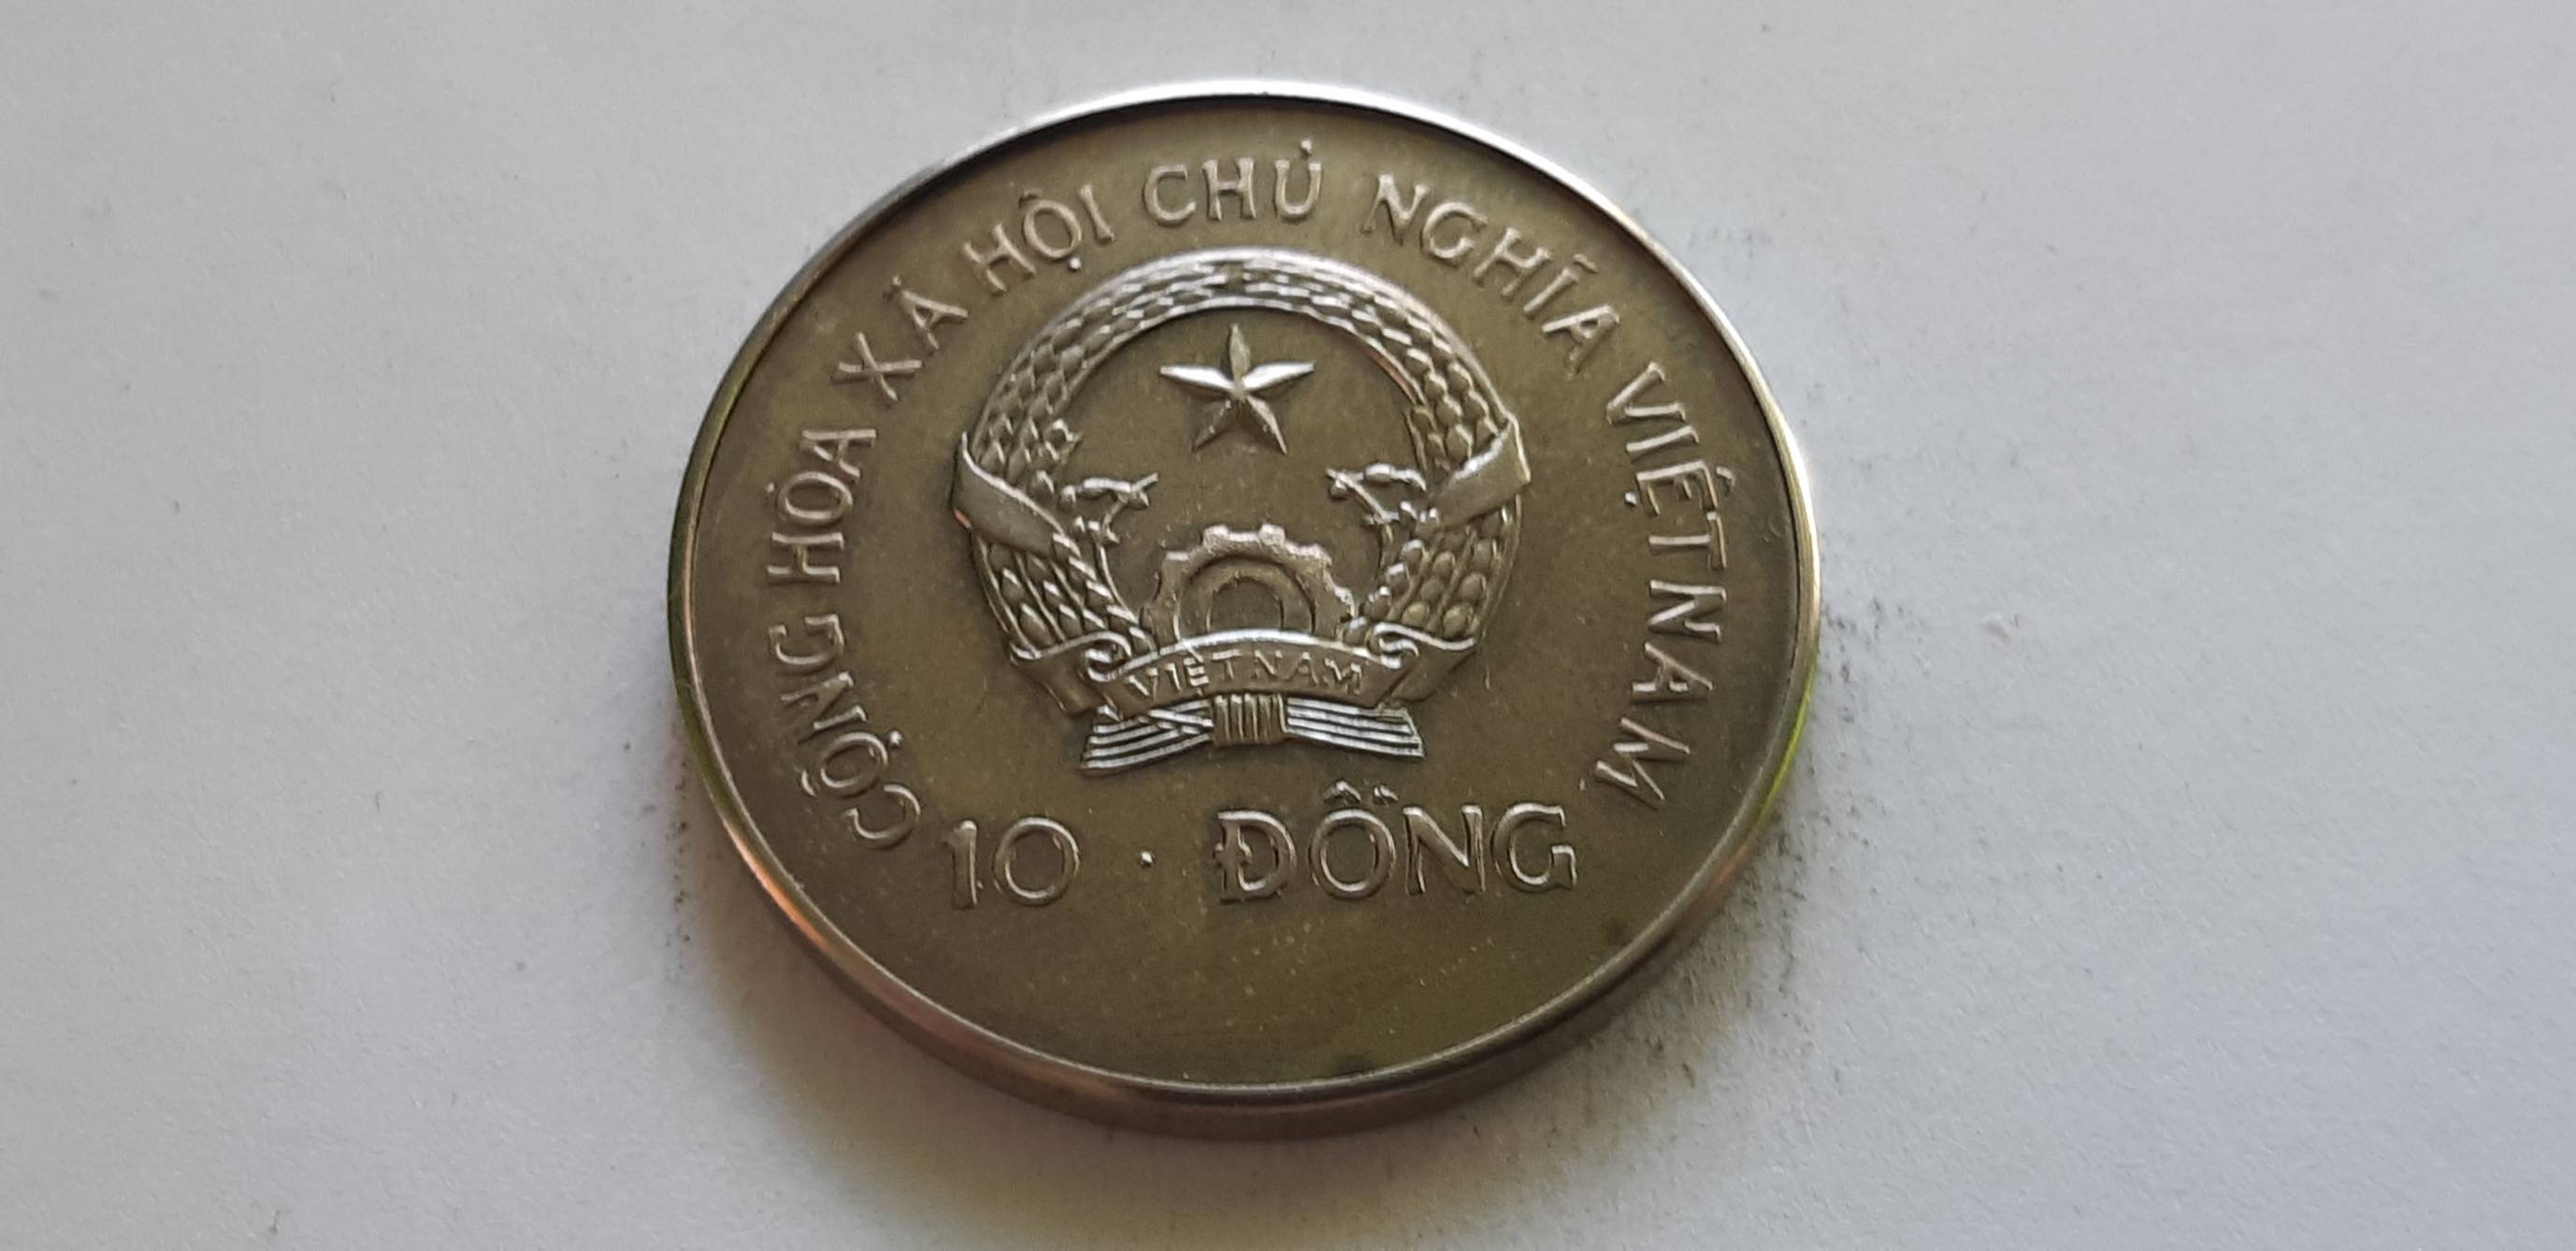 CỘNG HÒA XÃ HỘI CHỦ NGHĨA VIỆT NAM
VIETNAM
10 · ĐỒNG